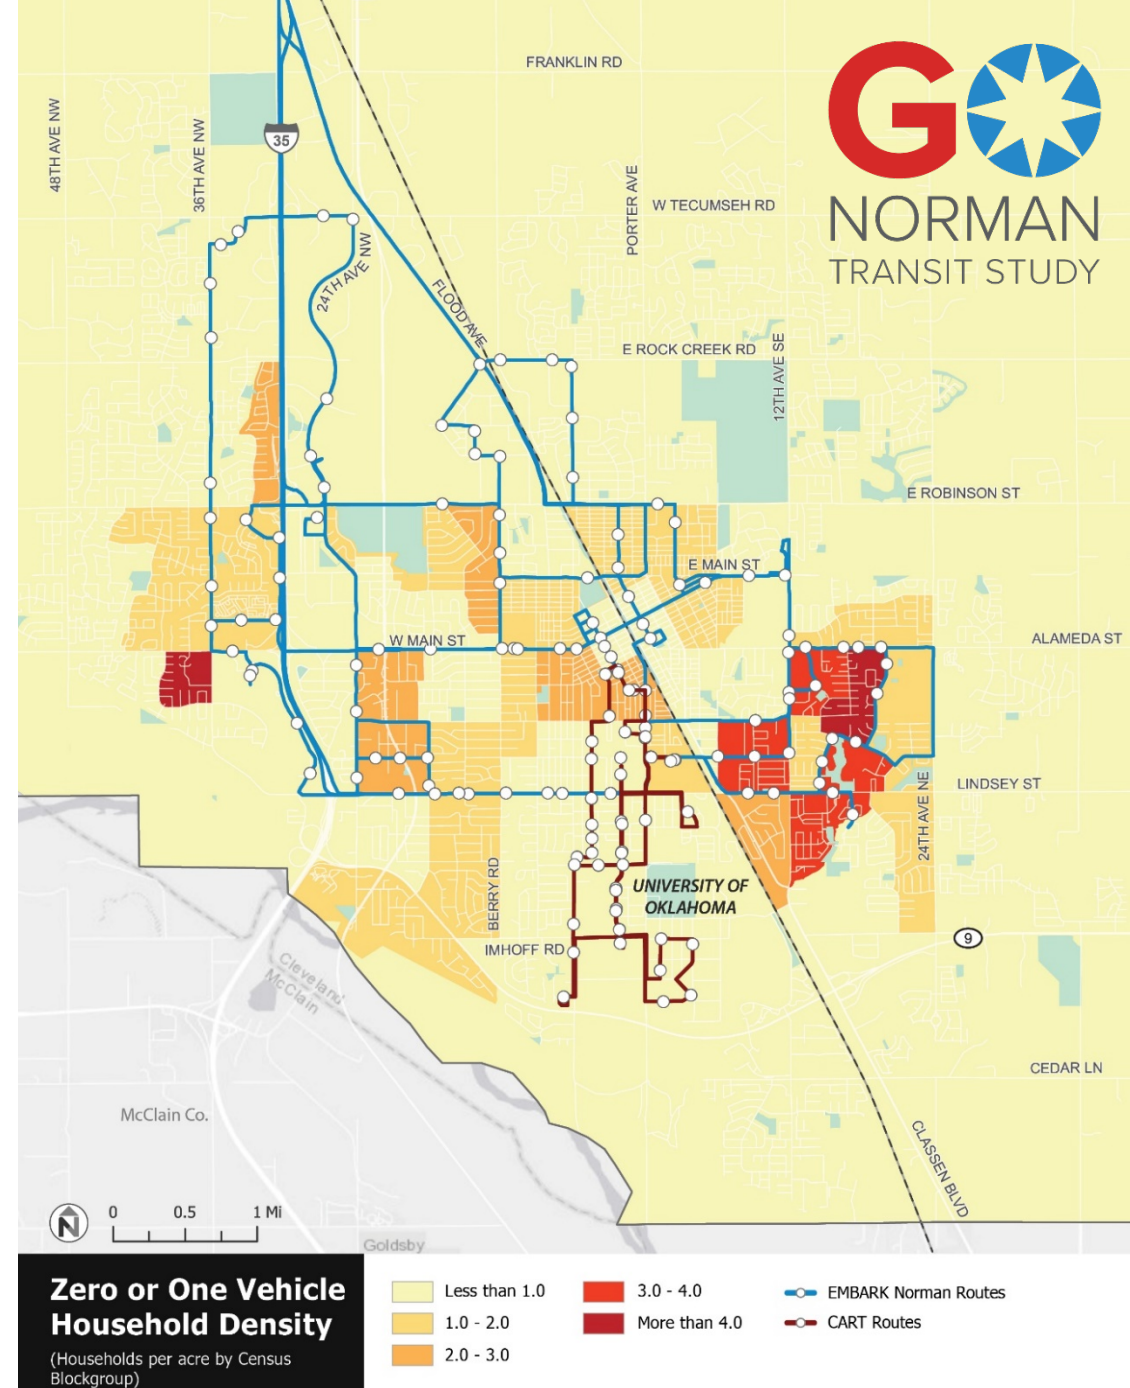 GO
NORMAN
TRANSIT STUDY
FRANKLIN RD
48TH AVE NW
36TH AVE NW
35
PORTER AVE
W TECUMSEH RD
24TH AVE NW
FLOOD AVE
E ROCK CREEK RD
12TH AVE SE
E ROBINSON ST
E MAIN ST
W MAIN ST
ALAMEDA ST
LINDSEY ST
24TH AVE NE
BERRY RD
UNIVERSITY OF
OKLAHOMA
IMHOFF RD
9
Cleveland
McClain
CEDAR LN
McClain Co.
CLASSEN BLVD
N
0 0.5 1 Mi
Goldsby
Zero or One Vehicle
Household Density
(Households per acre by Census
Blockgroup)
Less than 1.0
1.0 - 2.0
2.0 - 3.0
3.0 - 4.0
More than 4.0
EMBARK Norman Routes
CART Routes